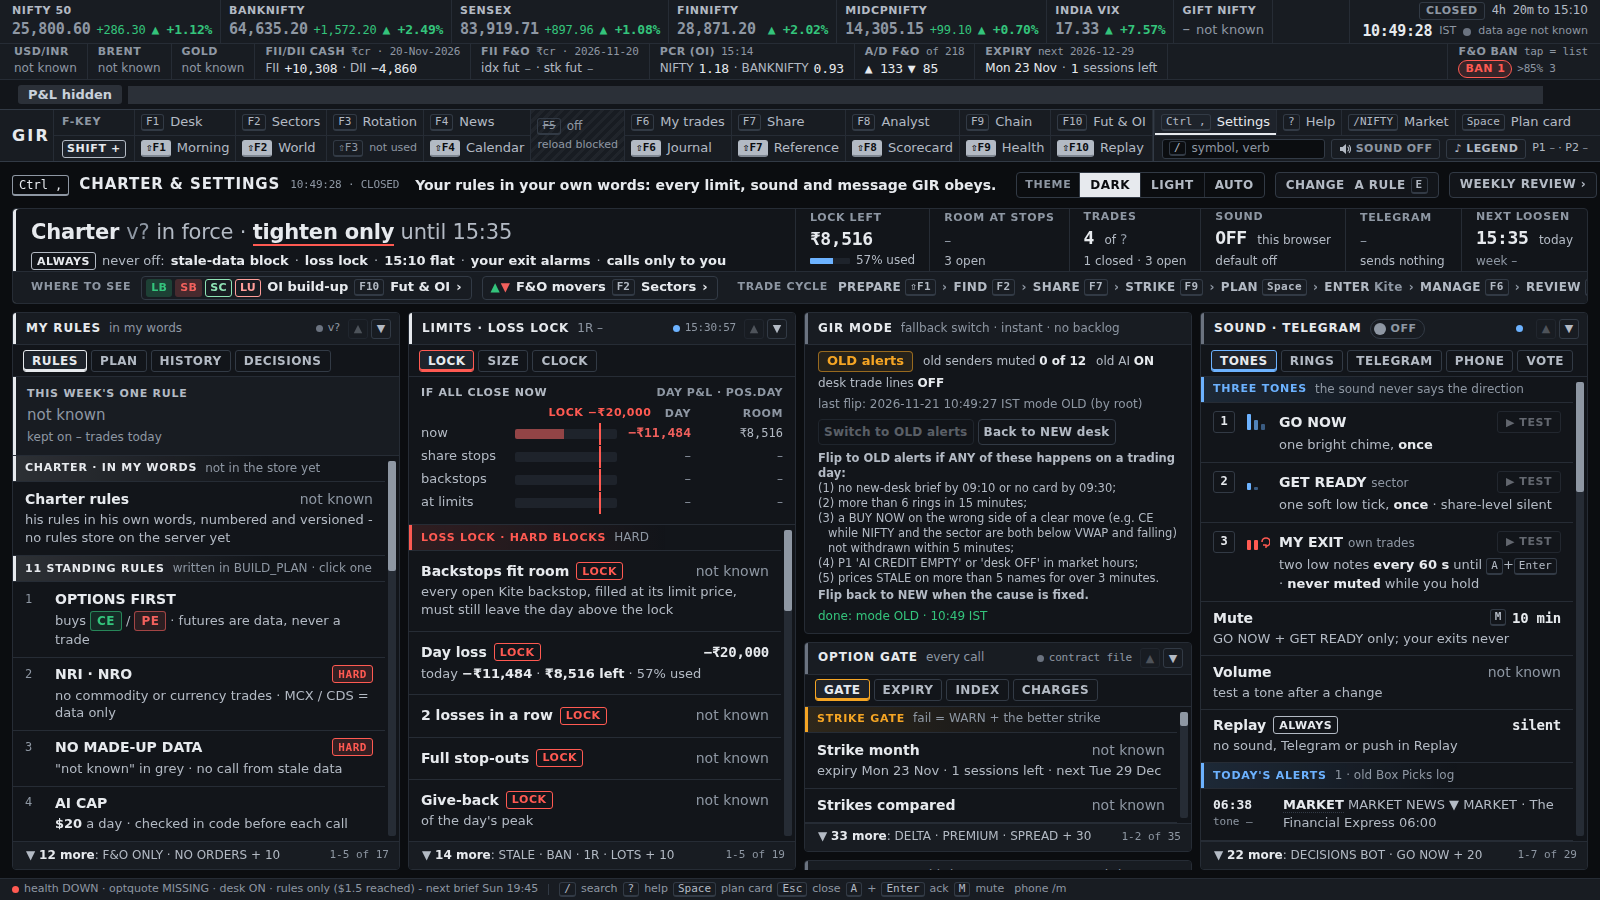 NIFTY 50
25,800.60 +286.30 ▲ +1.12%
BANKNIFTY
64,635.20 +1,572.20 ▲ +2.49%
SENSEX
83,919.71 +897.96 ▲ +1.08%
FINNIFTY
28,871.20 ▲ +2.02%
MIDCPNIFTY
14,305.15 +99.10 ▲ +0.70%
INDIA VIX
17.33 ▲ +7.57%
GIFT NIFTY
– not known
CLOSED 4h 20m to 15:10
10:49:28 IST ● data age not known
USD/INR
not known
BRENT
not known
GOLD
not known
FII/DII CASH ₹cr · 20-Nov-2026
FII +10,308 · DII −4,860
FII F&O ₹cr · 2026-11-20
idx fut – · stk fut –
PCR (OI) 15:14
NIFTY 1.18 · BANKNIFTY 0.93
A/D F&O of 218
▲ 133 ▼ 85
EXPIRY next 2026-12-29
Mon 23 Nov · 1 sessions left
F&O BAN tap = list
BAN 1 >85% 3
P&L hidden
GIR
F-KEY
F1 Desk F2 Sectors F3 Rotation F4 News F5 off F6 My trades F7 Share F8 Analyst F9 Chain F10 Fut & OI Ctrl , Settings ? Help /NIFTY Market Space Plan card
reload blocked
SHIFT + ⇧F1 Morning ⇧F2 World ⇧F3 not used ⇧F4 Calendar ⇧F6 Journal ⇧F7 Reference ⇧F8 Scorecard ⇧F9 Health ⇧F10 Replay / symbol, verb SOUND OFF ♪ LEGEND P1 – · P2 –
Ctrl , CHARTER & SETTINGS 10:49:28 · CLOSED Your rules in your own words: every limit, sound and message GIR obeys. THEME DARK LIGHT AUTO CHANGE A RULE E WEEKLY REVIEW ›
Charter v? in force · tighten only until 15:35
ALWAYS never off: stale-data block · loss lock · 15:10 flat · your exit alarms · calls only to you
LOCK LEFT
₹8,516
57% used
ROOM AT STOPS
–
3 open
TRADES
4 of ?
1 closed · 3 open
SOUND
OFF this browser
default off
TELEGRAM
–
sends nothing
NEXT LOOSEN
15:35 today
week –
WHERE TO SEE LB SB SC LU OI build-up F10 Fut & OI › ▲▼ F&O movers F2 Sectors › TRADE CYCLE PREPARE ⇧F1 › FIND F2 › SHARE F7 › STRIKE F9 › PLAN Space › ENTER Kite › MANAGE F6 › REVIEW
MY RULES in my words ● v? ▲ ▼
RULES PLAN HISTORY DECISIONS
THIS WEEK'S ONE RULE
not known
kept on – trades today
CHARTER · IN MY WORDS not in the store yet
Charter rules not known
his rules in his own words, numbered and versioned -
no rules store on the server yet
11 STANDING RULES written in BUILD_PLAN · click one
1 OPTIONS FIRST
buys CE / PE · futures are data, never a
trade
2 NRI · NRO HARD
no commodity or currency trades · MCX / CDS =
data only
3 NO MADE-UP DATA HARD
"not known" in grey · no call from stale data
4 AI CAP
$20 a day · checked in code before each call
▼ 12 more: F&O ONLY · NO ORDERS + 10 1-5 of 17
LIMITS · LOSS LOCK 1R – ● 15:30:57 ▲ ▼
LOCK SIZE CLOCK
IF ALL CLOSE NOW DAY P&L · POS.DAY
LOCK −₹20,000 DAY ROOM
now −₹11,484 ₹8,516
share stops – –
backstops – –
at limits – –
LOSS LOCK · HARD BLOCKS HARD
Backstops fit room LOCK not known
every open Kite backstop, filled at its limit price,
must still leave the day above the lock
Day loss LOCK −₹20,000
today −₹11,484 · ₹8,516 left · 57% used
2 losses in a row LOCK not known
Full stop-outs LOCK not known
Give-back LOCK not known
of the day's peak
▼ 14 more: STALE · BAN · 1R · LOTS + 10 1-5 of 19
GIR MODE fallback switch · instant · no backlog
OLD alerts old senders muted 0 of 12 old AI ON
desk trade lines OFF
last flip: 2026-11-21 10:49:27 IST mode OLD (by root)
Switch to OLD alerts Back to NEW desk
Flip to OLD alerts if ANY of these happens on a trading
day:
(1) no new-desk brief by 09:10 or no card by 09:30;
(2) more than 6 rings in 15 minutes;
(3) a BUY NOW on the wrong side of a clear move (e.g. CE
while NIFTY and the sector are both below VWAP and falling)
not withdrawn within 5 minutes;
(4) P1 'AI CREDIT EMPTY' or 'desk OFF' in market hours;
(5) prices STALE on more than 5 names for over 3 minutes.
Flip back to NEW when the cause is fixed.
done: mode OLD · 10:49 IST
OPTION GATE every call ● contract file ▲ ▼
GATE EXPIRY INDEX CHARGES
STRIKE GATE fail = WARN + the better strike
Strike month not known
expiry Mon 23 Nov · 1 sessions left · next Tue 29 Dec
Strikes compared not known
▼ 33 more: DELTA · PREMIUM · SPREAD + 30 1-2 of 35
SOUND · TELEGRAM OFF ● ▲ ▼
TONES RINGS TELEGRAM PHONE VOTE
THREE TONES the sound never says the direction
1 GO NOW ▶ TEST
one bright chime, once
2 GET READY sector ▶ TEST
one soft low tick, once · share-level silent
3 MY EXIT own trades ▶ TEST
two low notes every 60 s until A+Enter
· never muted while you hold
Mute M 10 min
GO NOW + GET READY only; your exits never
Volume not known
test a tone after a change
Replay ALWAYS silent
no sound, Telegram or push in Replay
TODAY'S ALERTS 1 · old Box Picks log
06:38 MARKET MARKET NEWS ▼ MARKET · The
tone – Financial Express 06:00
▼ 22 more: DECISIONS BOT · GO NOW + 20 1-7 of 29
● health DOWN · optquote MISSING · desk ON · rules only ($1.5 reached) - next brief Sun 19:45 / search ? help Space plan card Esc close A + Enter ack M mute phone /m